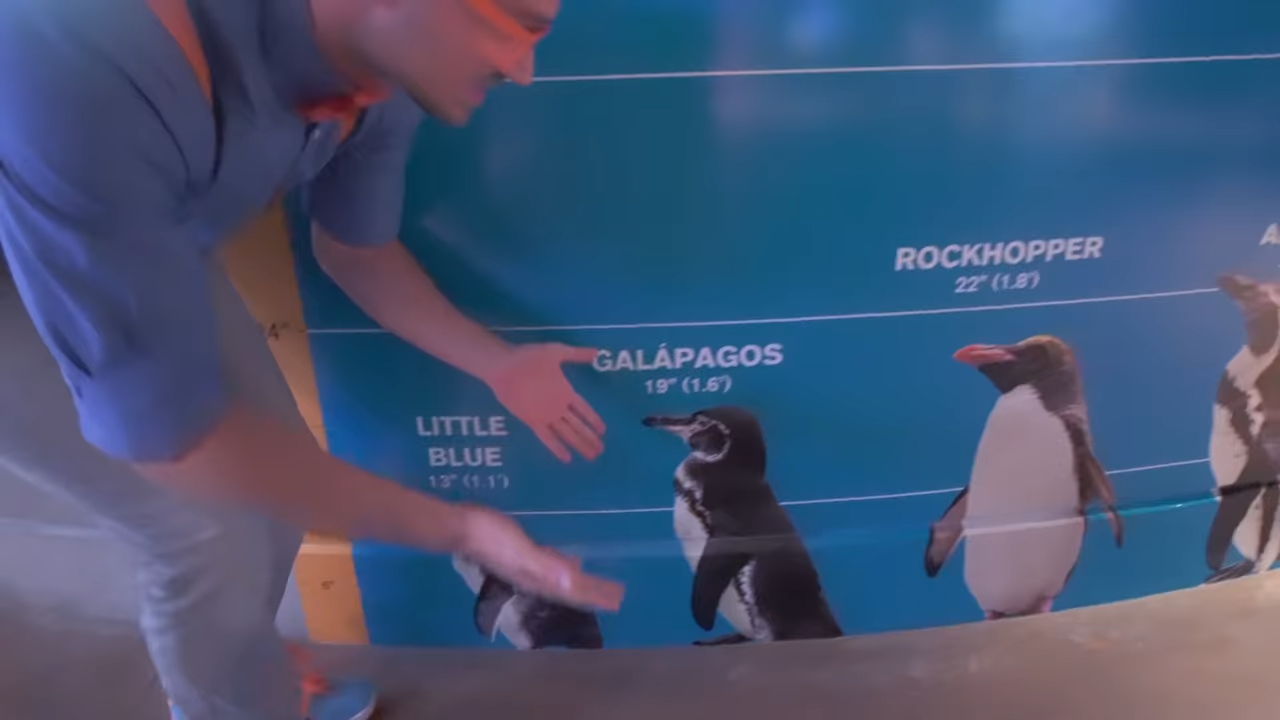 ROCKHOPPER
22" (1.8')
GALÁPAGOS
19" (1.6')
LITTLE
BLUE
13" (1.1')